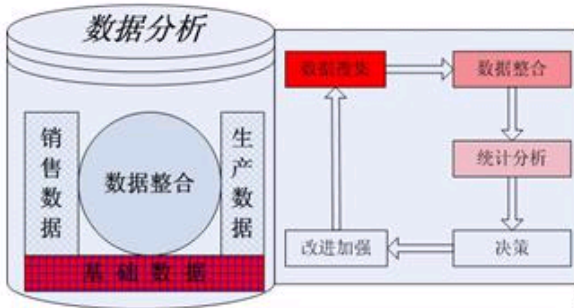 数据分析
销售数据
数据整合
生产数据
基础数据
数据搜集
数据整合
统计分析
决策
改进加强